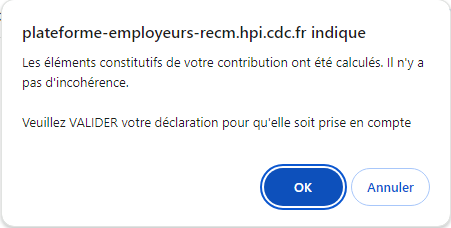 plateforme-employeurs-recm.hpi.cdc.fr indique
Les éléments constitutifs de votre contribution ont été calculés. Il n'y a
pas d'incohérence.
Veuillez VALIDER votre déclaration pour qu'elle soit prise en compte
OK
Annuler